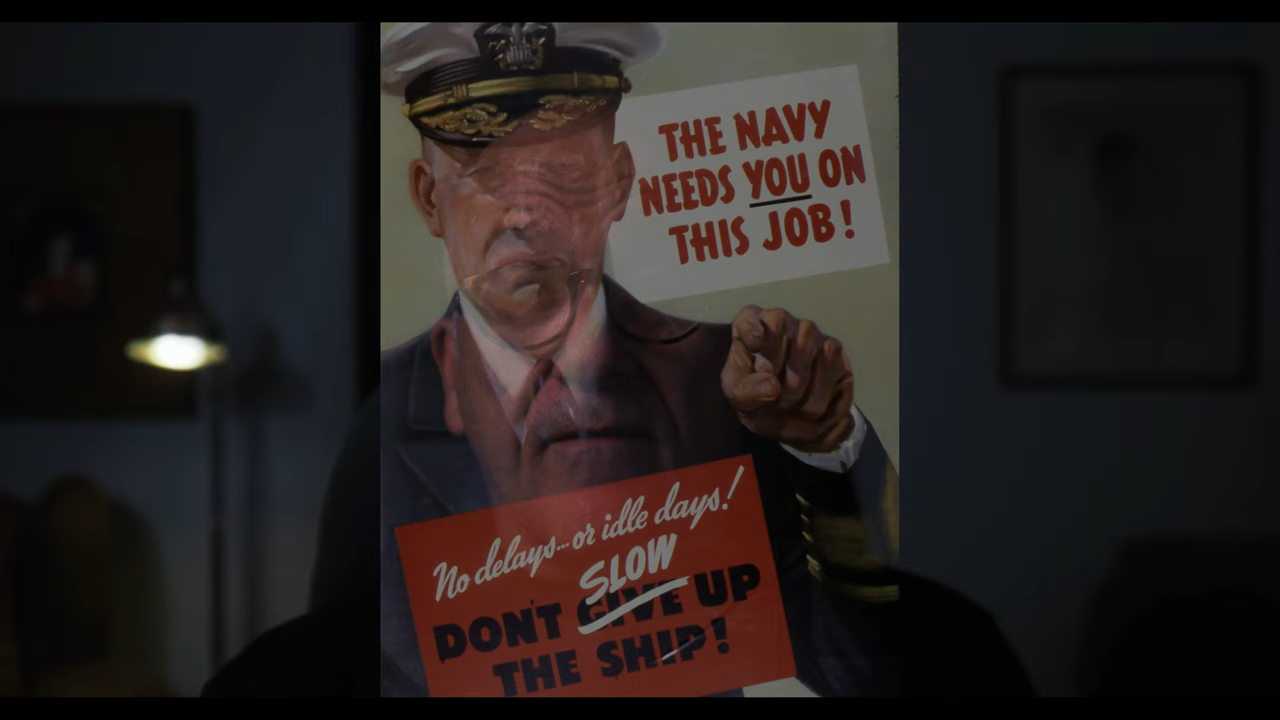 THE NAVY
NEEDS YOU ON
THIS JOB!
No delays... or idle days!
SLOW
DON'T GIVE UP
THE SHIP!